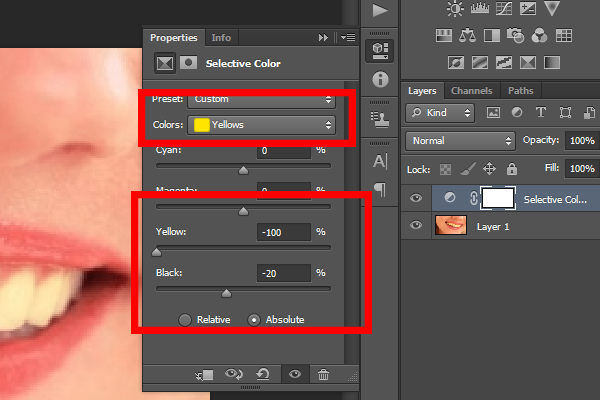 Properties Info
Selective Color
Preset: Custom
Colors: Yellows
Cyan: 0 %
Magenta: 0 %
Yellow: -100 %
Black: -20 %
Relative Absolute
A
Layers Channels Paths
Kind T
Normal Opacity: 100%
Lock: Fill: 100%
Selective Col...
Layer 1